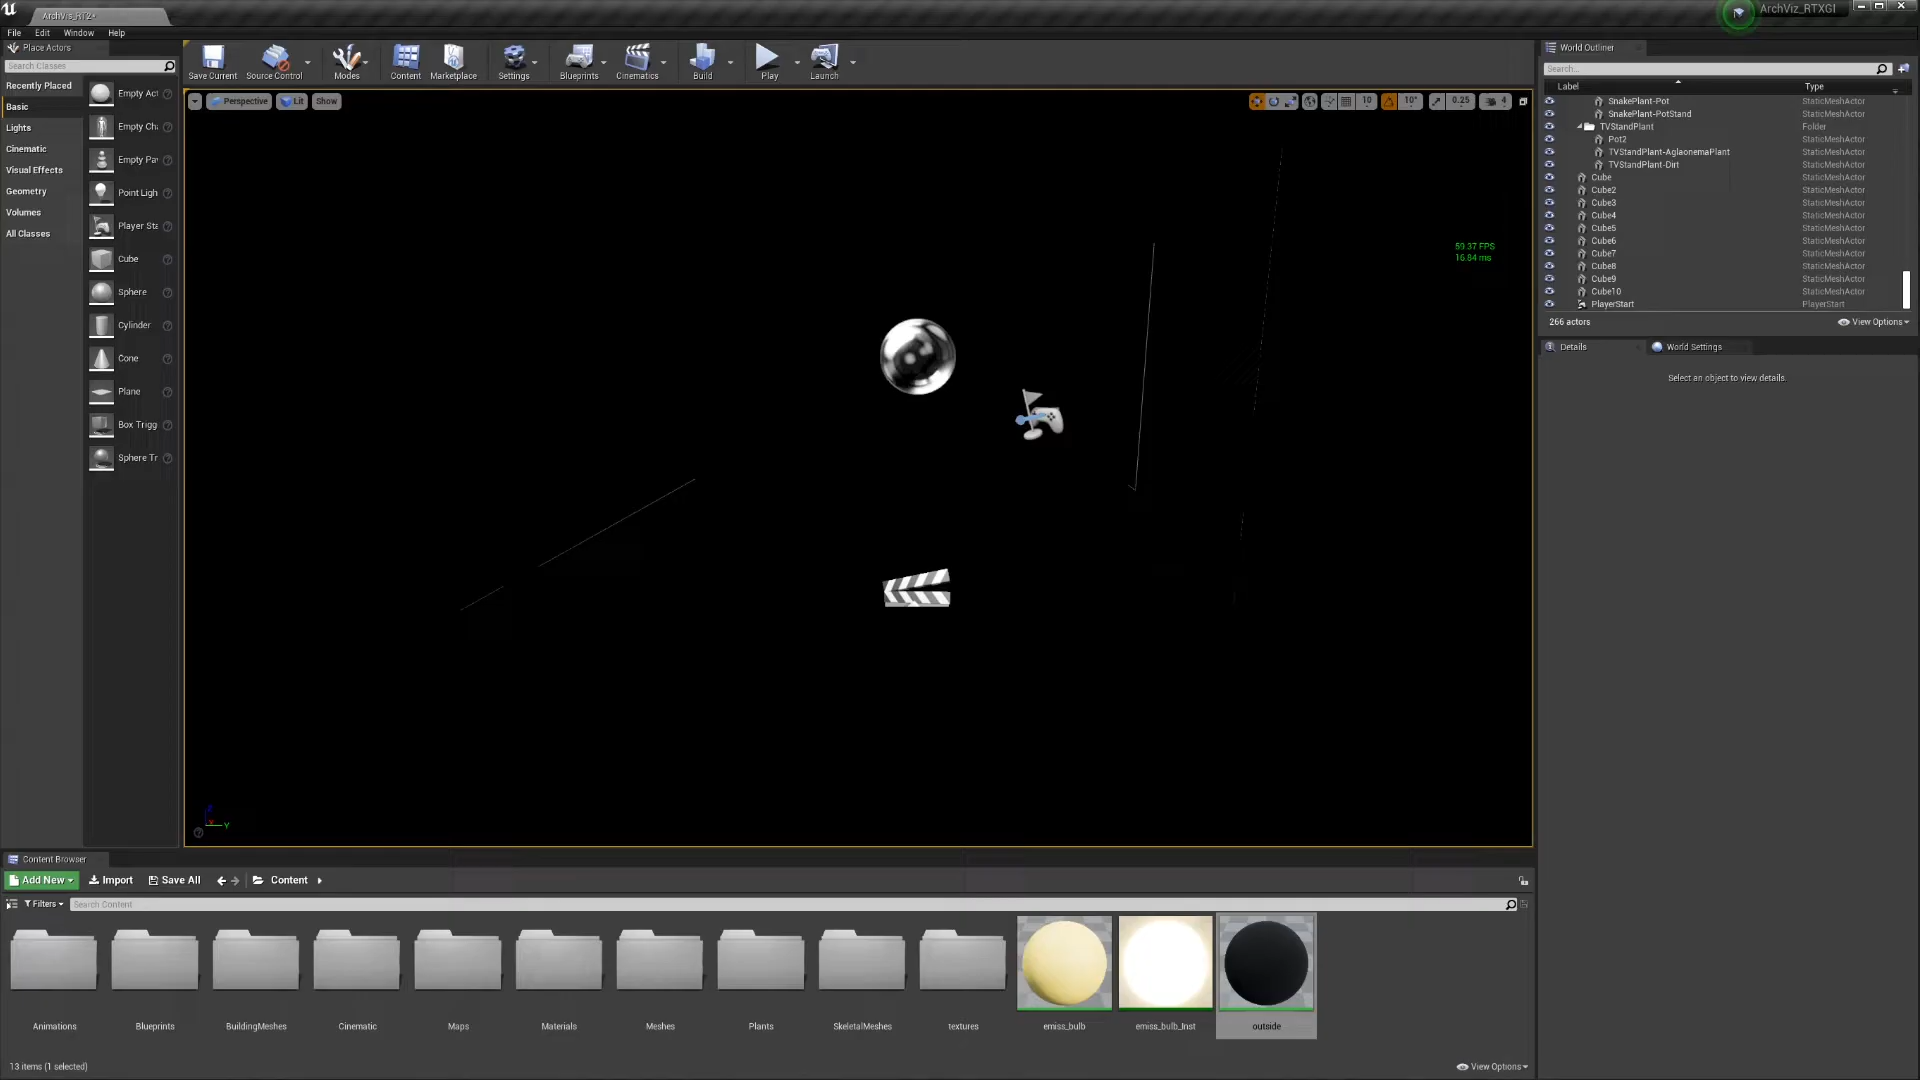 ArchVis_RT2•
ArchViz_RTXGI
File Edit Window Help
Place Actors
Search Classes
Recently Placed
Basic
Lights
Cinematic
Visual Effects
Geometry
Volumes
All Classes
Empty Act
Empty Cha
Empty Pav
Point Ligh
Player Sta
Cube
Sphere
Cylinder
Cone
Plane
Box Trigg
Sphere Tr
Save Current
Source Control
Modes
Content
Marketplace
Settings
Blueprints
Cinematics
Build
Play
Launch
Perspective
Lit
Show
10
10°
0.25
4
59.37 FPS
16.84 ms
Y
World Outliner
Search...
Label Type
SnakePlant-Pot StaticMeshActor
SnakePlant-PotStand StaticMeshActor
TVStandPlant Folder
Pot2 StaticMeshActor
TVStandPlant-AglaonemaPlant StaticMeshActor
TVStandPlant-Dirt StaticMeshActor
Cube StaticMeshActor
Cube2 StaticMeshActor
Cube3 StaticMeshActor
Cube4 StaticMeshActor
Cube5 StaticMeshActor
Cube6 StaticMeshActor
Cube7 StaticMeshActor
Cube8 StaticMeshActor
Cube9 StaticMeshActor
Cube10 StaticMeshActor
PlayerStart PlayerStart
266 actors
View Options
Details
World Settings
Select an object to view details.
Content Browser
Add New
Import
Save All
Content
Filters
Search Content
Animations
Blueprints
BuildingMeshes
Cinematic
Maps
Materials
Meshes
Plants
SkeletalMeshes
textures
emiss_bulb
emiss_bulb_Inst
outside
13 items (1 selected)
View Options